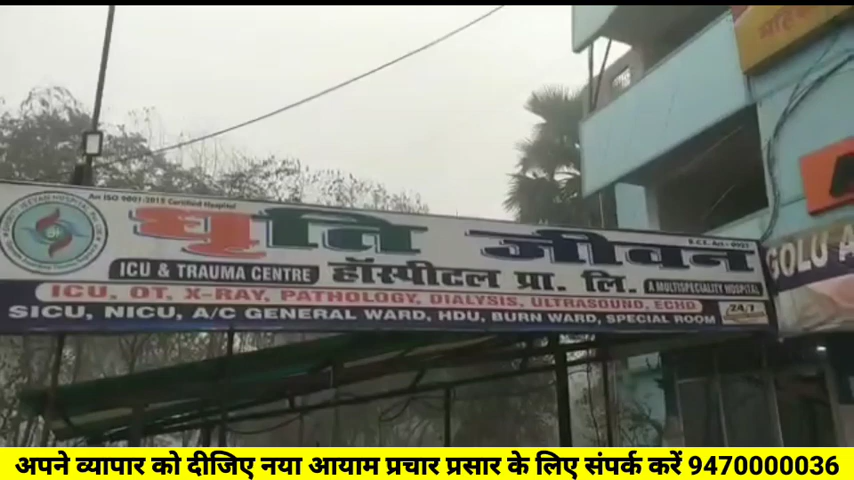 An ISO 9001:2015 Certified Hospital
धृति जीवन
ICU & TRAUMA CENTRE हॉस्पीटल प्रा. लि. A MULTISPECIALITY HOSPITAL
ICU, OT, X-RAY, PATHOLOGY, DIALYSIS, ULTRASOUND, ECHO
SICU, NICU, A/C GENERAL WARD, HDU, BURN WARD, SPECIAL ROOM 24/7
GOLU
अपने व्यापार को दीजिए नया आयाम प्रचार प्रसार के लिए संपर्क करें 9470000036